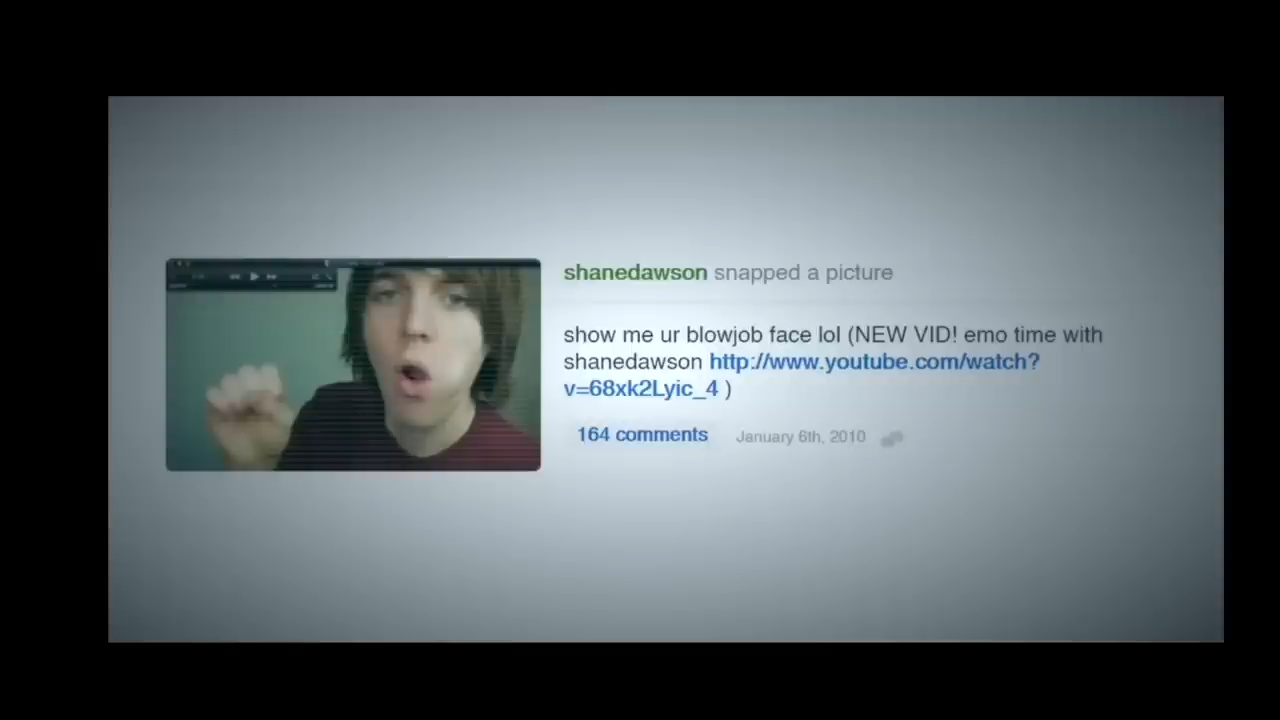 shanedawson snapped a picture
show me ur blowjob face lol (NEW VID! emo time with
shanedawson http://www.youtube.com/watch?
v=68xk2Lyic_4 )
164 comments January 6th, 2010